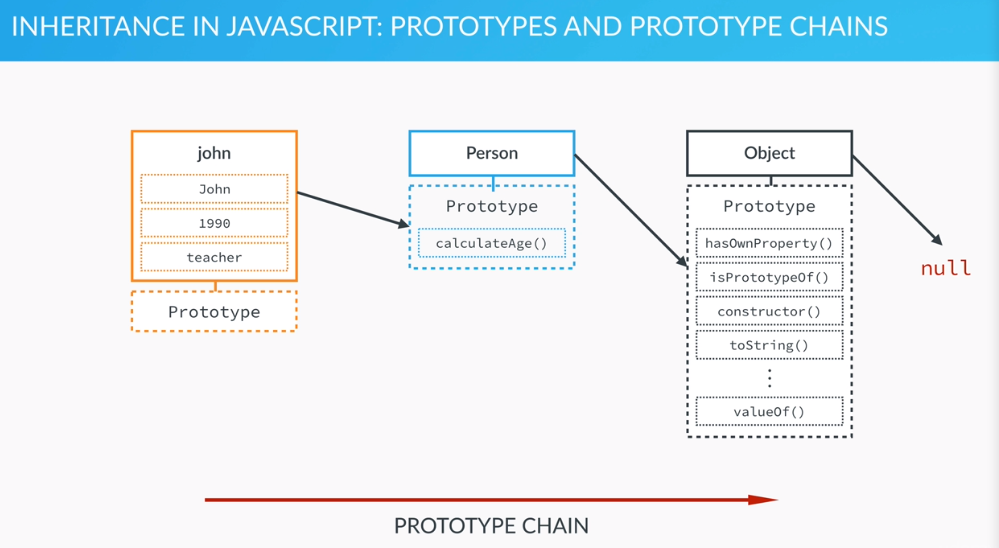 INHERITANCE IN JAVASCRIPT: PROTOTYPES AND PROTOTYPE CHAINS
john
John
1990
teacher
Prototype
Person
Prototype
calculateAge()
Object
Prototype
hasOwnProperty()
isPrototypeOf()
constructor()
toString()
valueOf()
null
PROTOTYPE CHAIN